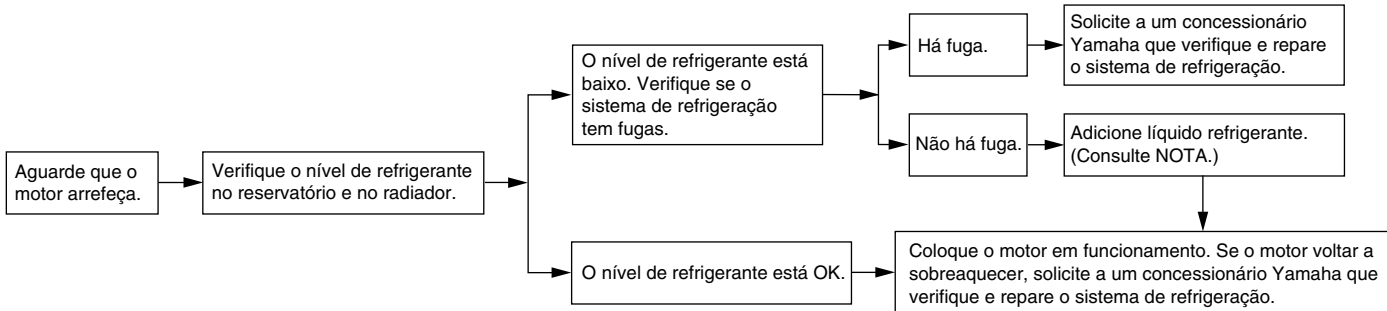 Aguarde que o
motor arrefeça.
Verifique o nível de refrigerante
no reservatório e no radiador.
O nível de refrigerante está
baixo. Verifique se o
sistema de refrigeração
tem fugas.
Há fuga.
Solicite a um concessionário
Yamaha que verifique e repare
o sistema de refrigeração.
Não há fuga.
Adicione líquido refrigerante.
(Consulte NOTA.)
O nível de refrigerante está OK.
Coloque o motor em funcionamento. Se o motor voltar a
sobreaquecer, solicite a um concessionário Yamaha que
verifique e repare o sistema de refrigeração.